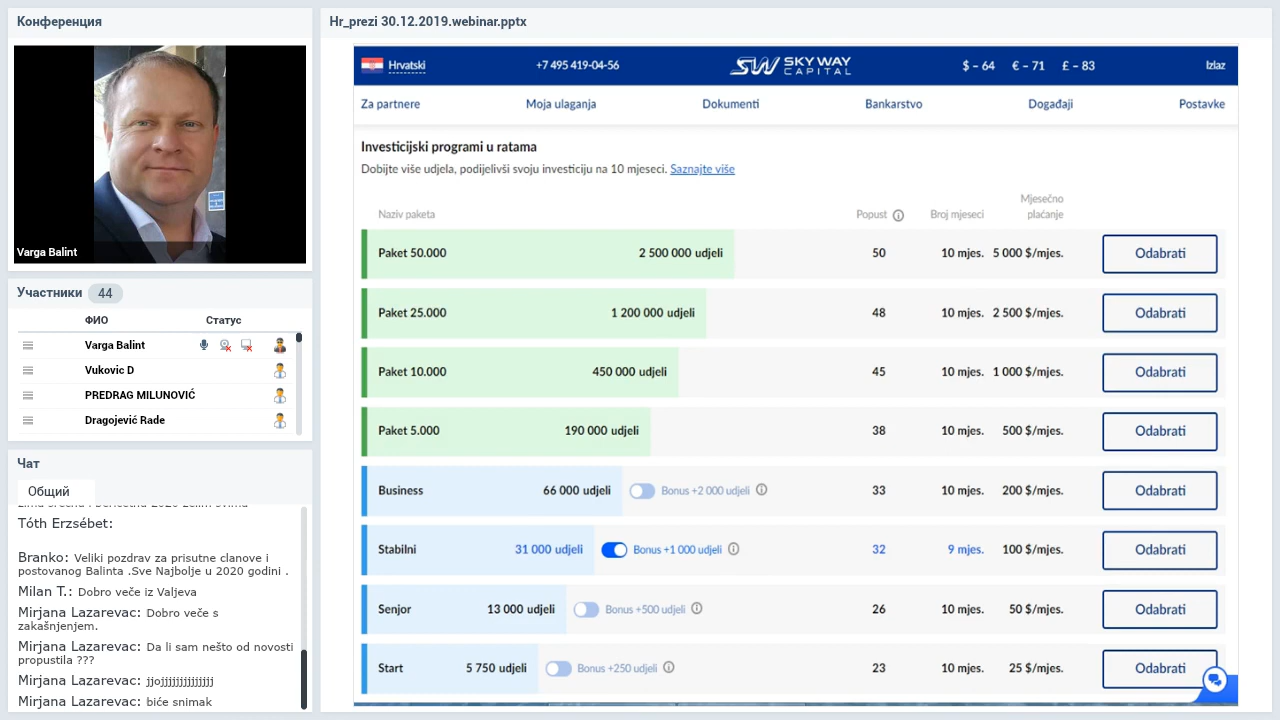 Конференция
Varga Balint
Участники 44
ФИО Статус
Varga Balint
Vukovic D
PREDRAG MILUNOVIĆ
Dragojević Rade
Чат
Общий
Tóth Erzsébet:
Branko: Veliki pozdrav za prisutne clanove i
postovanog Balinta .Sve Najbolje u 2020 godini .
Milan T.: Dobro veče iz Valjeva
Mirjana Lazarevac: Dobro veče s
zakašnjenjem.
Mirjana Lazarevac: Da li sam nešto od novosti
propustila ???
Mirjana Lazarevac: jjojjjjjjjjjjjjjj
Mirjana Lazarevac: biće snimak
Hr_prezi 30.12.2019.webinar.pptx
Hrvatski +7 495 419-04-56 SW SKY WAY CAPITAL $ – 64 € – 71 £ – 83 Izlaz
Za partnere Moja ulaganja Dokumenti Bankarstvo Događaji Postavke
Investicijski programi u ratama
Dobijte više udjela, podijelivši svoju investiciju na 10 mjeseci. Saznajte više
Naziv paketa Popust Broj mjeseci Mjesečno plaćanje
Paket 50.000 2 500 000 udjeli 50 10 mjes. 5 000 $/mjes. Odabrati
Paket 25.000 1 200 000 udjeli 48 10 mjes. 2 500 $/mjes. Odabrati
Paket 10.000 450 000 udjeli 45 10 mjes. 1 000 $/mjes. Odabrati
Paket 5.000 190 000 udjeli 38 10 mjes. 500 $/mjes. Odabrati
Business 66 000 udjeli Bonus +2 000 udjeli 33 10 mjes. 200 $/mjes. Odabrati
Stabilni 31 000 udjeli Bonus +1 000 udjeli 32 9 mjes. 100 $/mjes. Odabrati
Senjor 13 000 udjeli Bonus +500 udjeli 26 10 mjes. 50 $/mjes. Odabrati
Start 5 750 udjeli Bonus +250 udjeli 23 10 mjes. 25 $/mjes. Odabrati